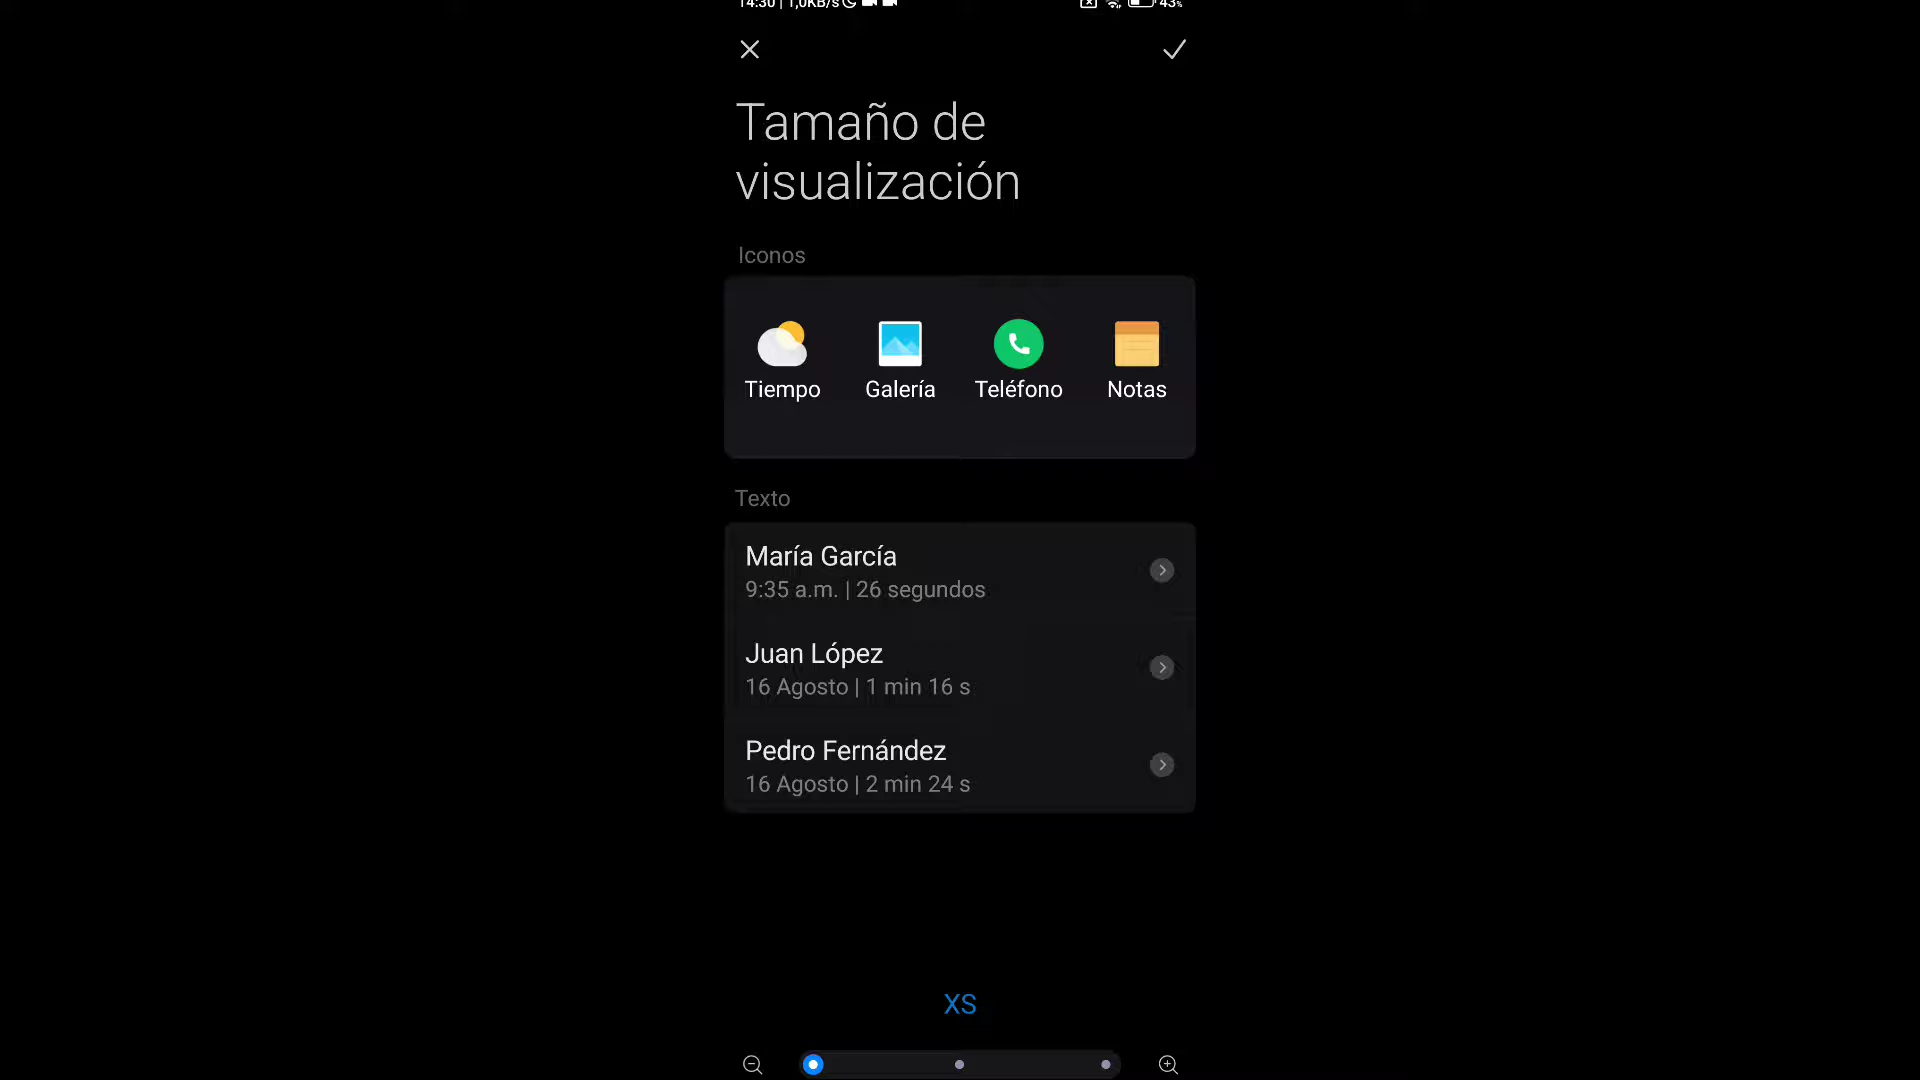 14:30 | 1,0KB/s 43%
Tamaño de
visualización
Iconos
Tiempo Galería Teléfono Notas
Texto
María García
9:35 a.m. | 26 segundos
Juan López
16 Agosto | 1 min 16 s
Pedro Fernández
16 Agosto | 2 min 24 s
XS